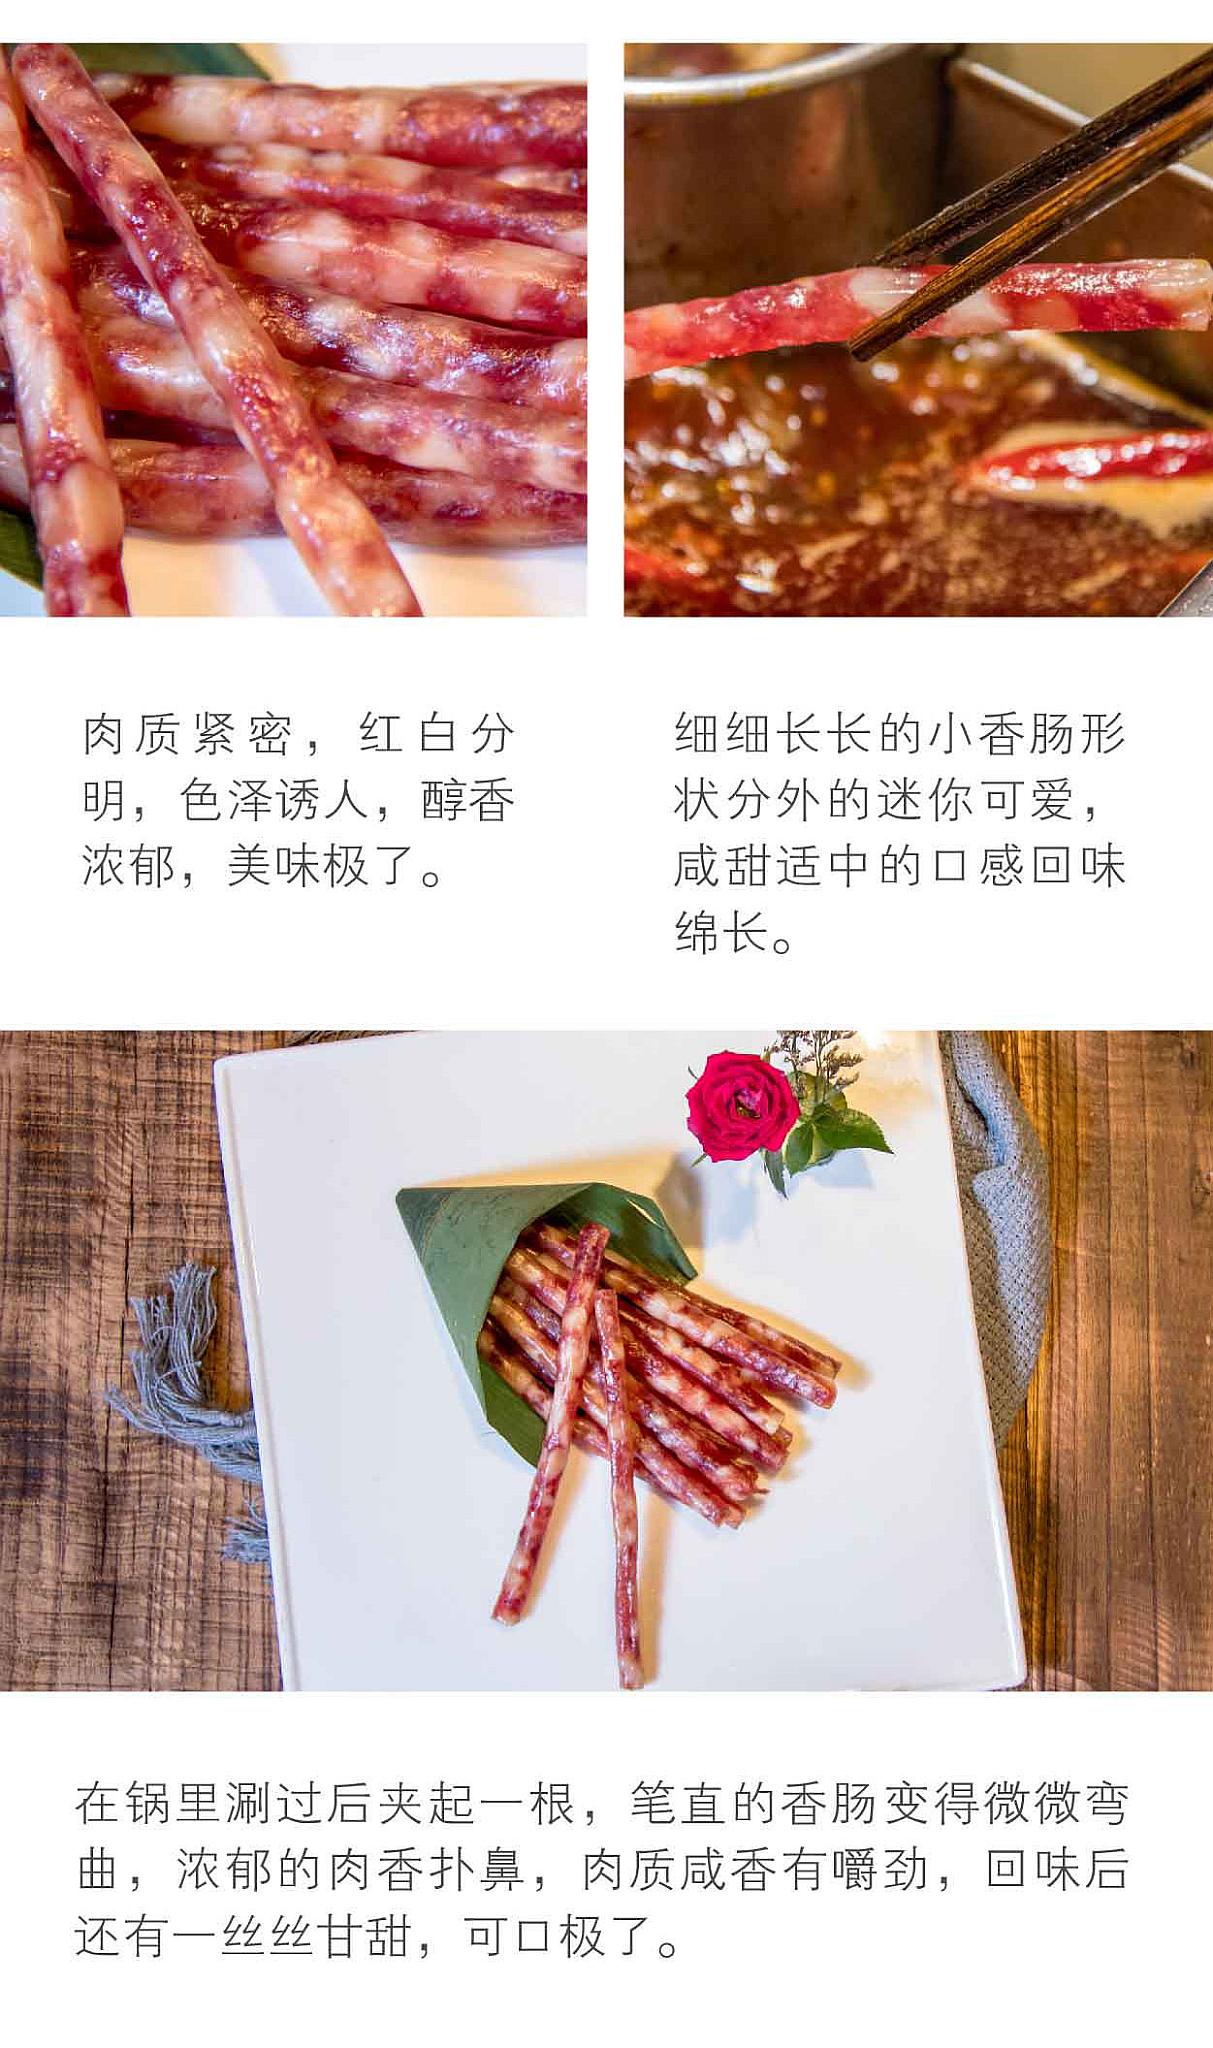 肉质紧密，红白分
明，色泽诱人，醇香
浓郁，美味极了。
细细长长的小香肠形
状分外的迷你可爱，
咸甜适中的口感回味
绵长。
在锅里涮过后夹起一根，笔直的香肠变得微微弯
曲，浓郁的肉香扑鼻，肉质咸香有嚼劲，回味后
还有一丝丝甘甜，可口极了。